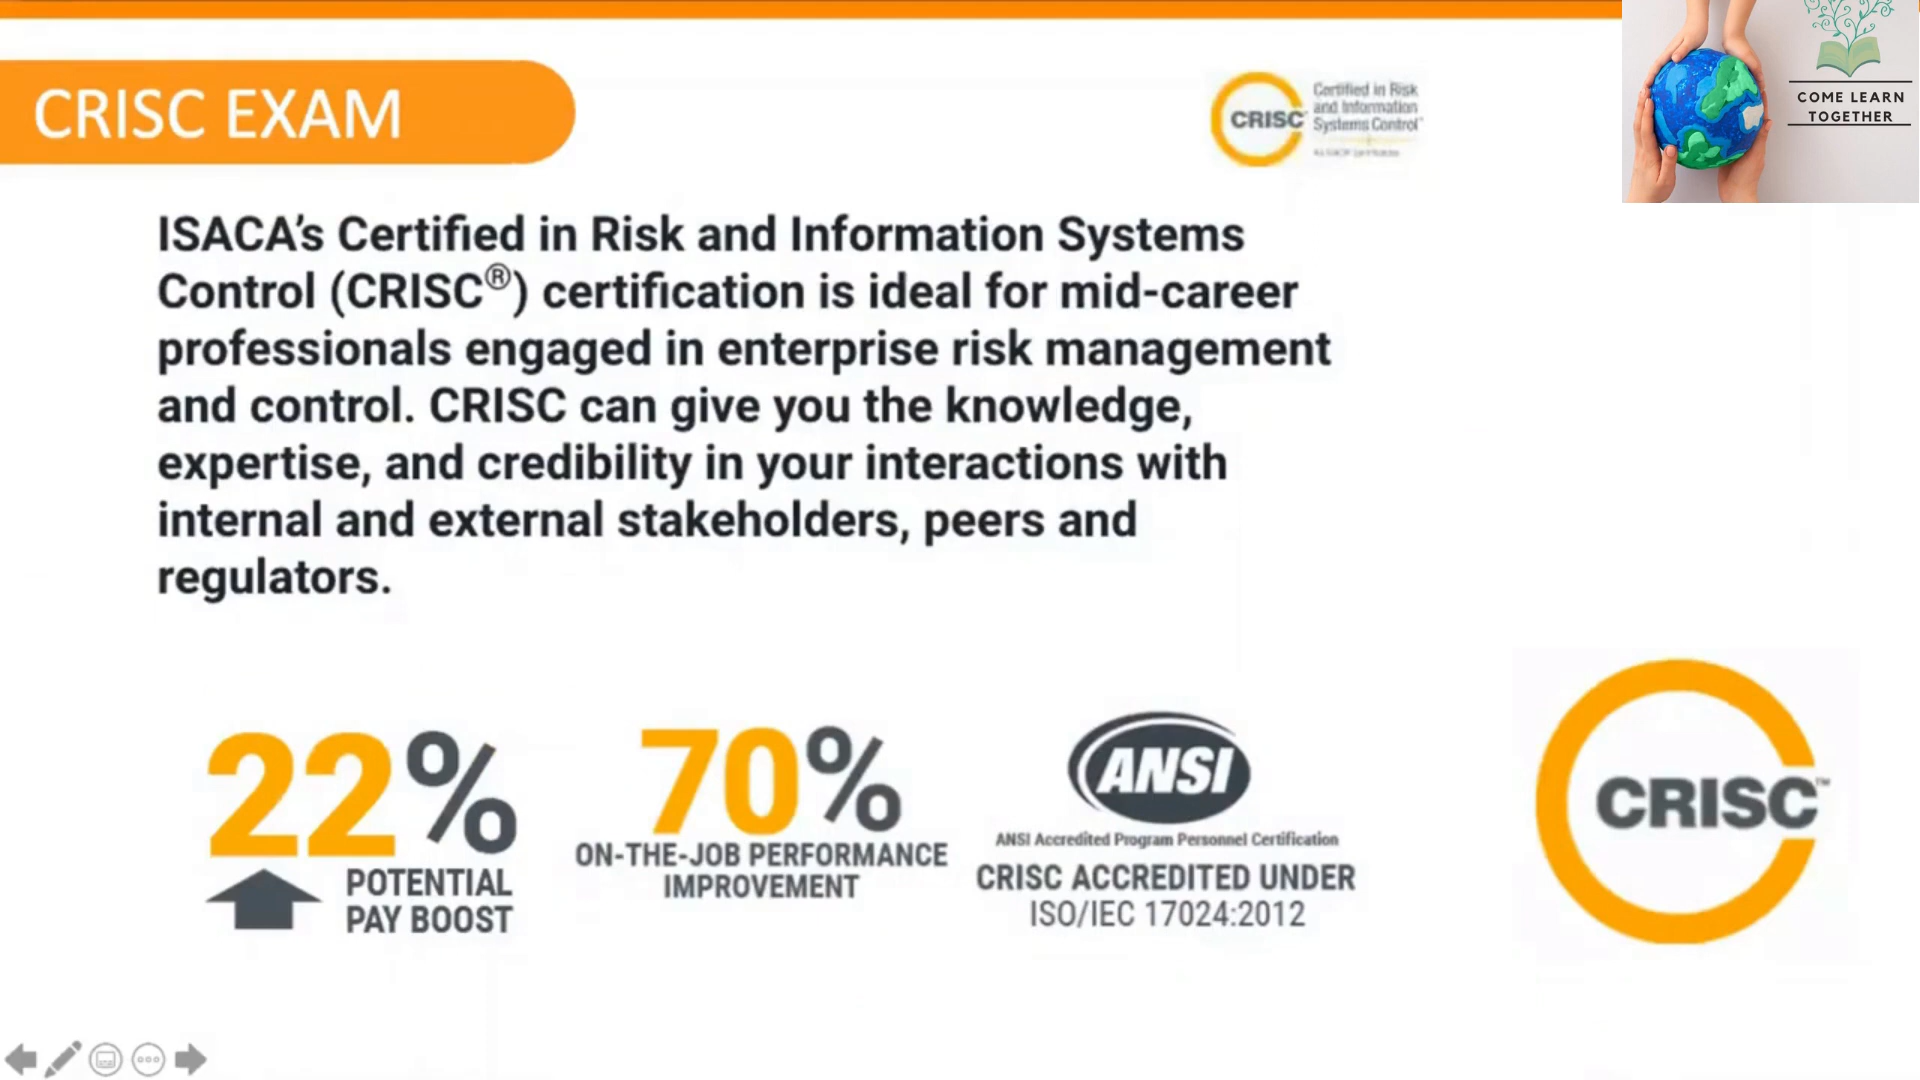 CRISC EXAM
CRISC
Certified in Risk
and Information
Systems Control
COME LEARN
TOGETHER
ISACA’s Certified in Risk and Information Systems
Control (CRISC®) certification is ideal for mid-career
professionals engaged in enterprise risk management
and control. CRISC can give you the knowledge,
expertise, and credibility in your interactions with
internal and external stakeholders, peers and
regulators.
22%
POTENTIAL
PAY BOOST
70%
ON-THE-JOB PERFORMANCE
IMPROVEMENT
ANSI
ANSI Accredited Program Personnel Certification
CRISC ACCREDITED UNDER
ISO/IEC 17024:2012
CRISC™